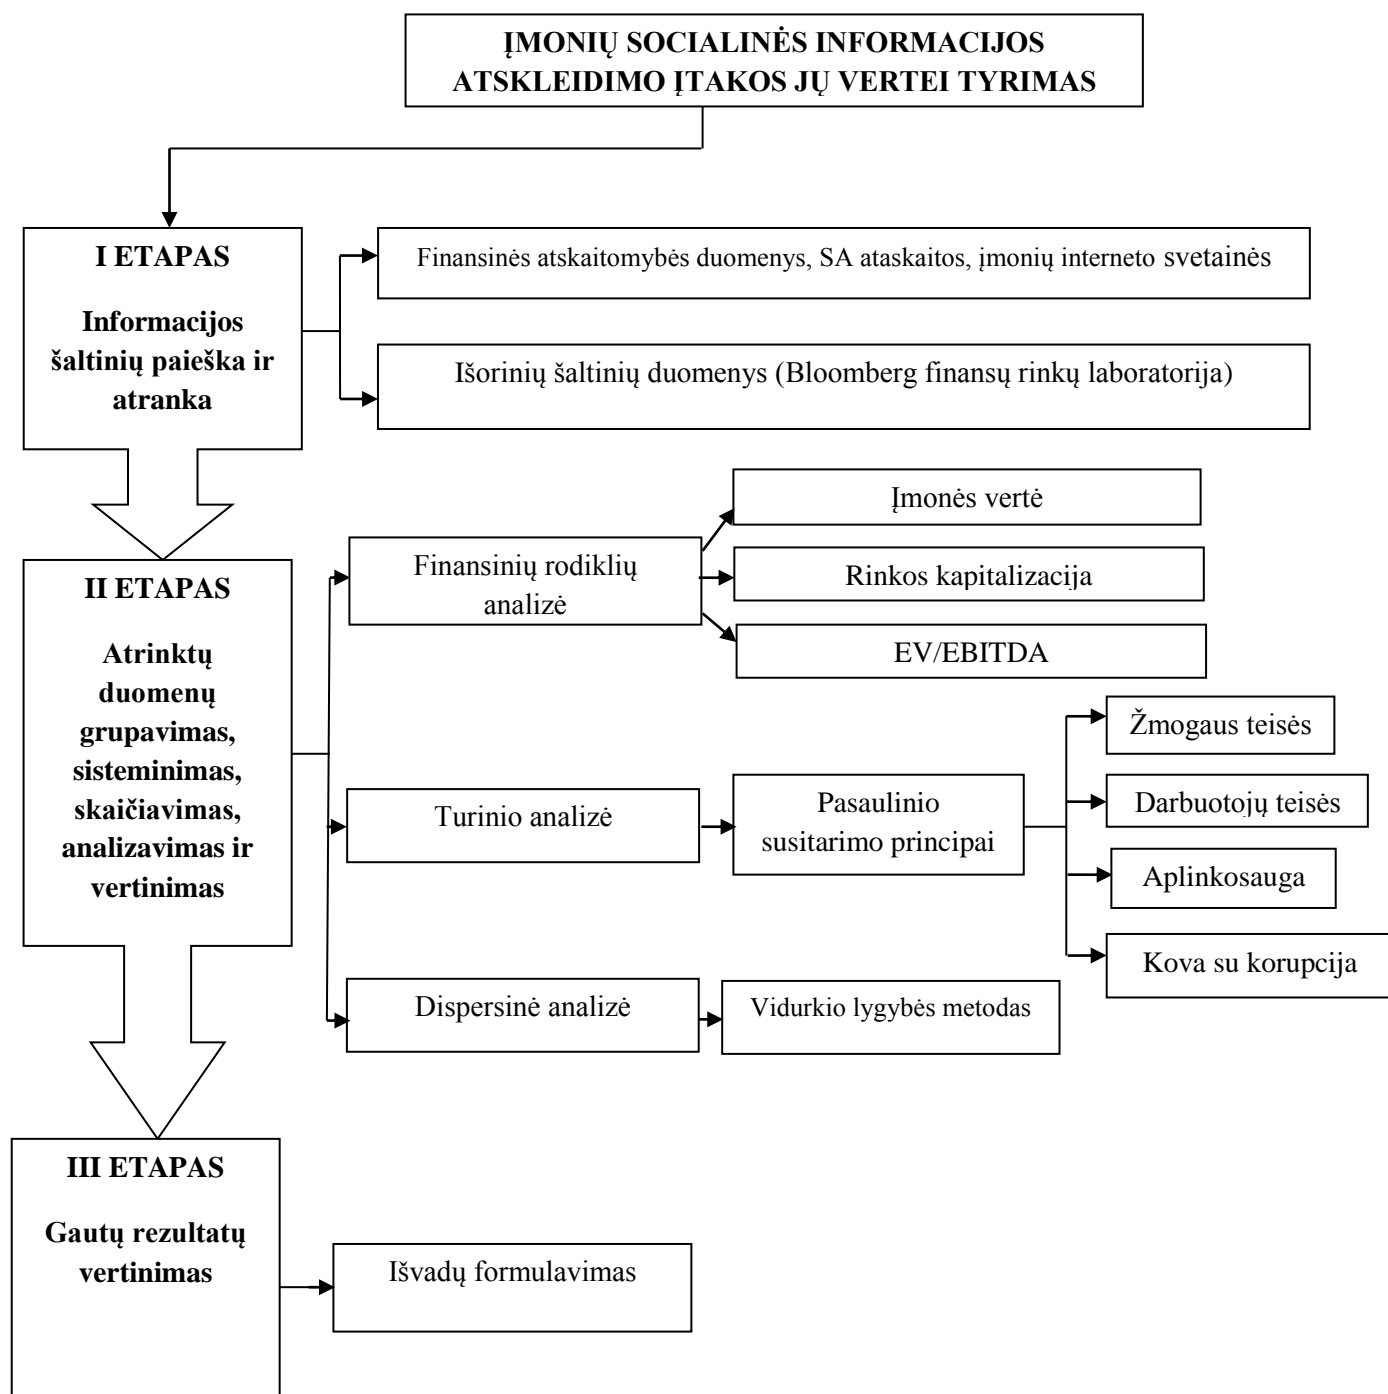 ĮMONIŲ SOCIALINĖS INFORMACIJOS
ATSKLEIDIMO ĮTAKOS JŲ VERTEI TYRIMAS
I ETAPAS
Informacijos
šaltinių paieška ir
atranka
Finansinės atskaitomybės duomenys, SA ataskaitos, įmonių interneto svetainės
Išorinių šaltinių duomenys (Bloomberg finansų rinkų laboratorija)
II ETAPAS
Atrinktų
duomenų
grupavimas,
sisteminimas,
skaičiavimas,
analizavimas ir
vertinimas
Finansinių rodiklių
analizė
Įmonės vertė
Rinkos kapitalizacija
EV/EBITDA
Turinio analizė
Pasaulinio
susitarimo principai
Žmogaus teisės
Darbuotojų teisės
Aplinkosauga
Kova su korupcija
Dispersinė analizė
Vidurkio lygybės metodas
III ETAPAS
Gautų rezultatų
vertinimas
Išvadų formulavimas